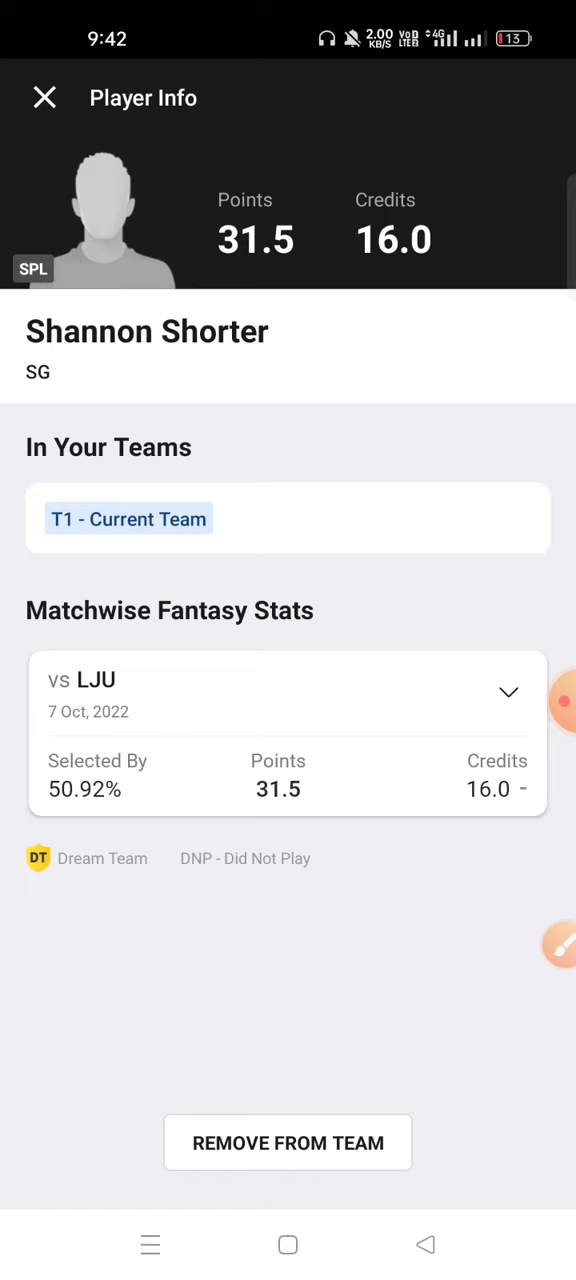 9:42 2.00 KB/S Vo LTE 4G 13
Player Info
Points Credits
31.5 16.0
SPL
Shannon Shorter
SG
In Your Teams
T1 - Current Team
Matchwise Fantasy Stats
vs LJU
7 Oct, 2022
Selected By Points Credits
50.92% 31.5 16.0 -
DT Dream Team DNP - Did Not Play
REMOVE FROM TEAM